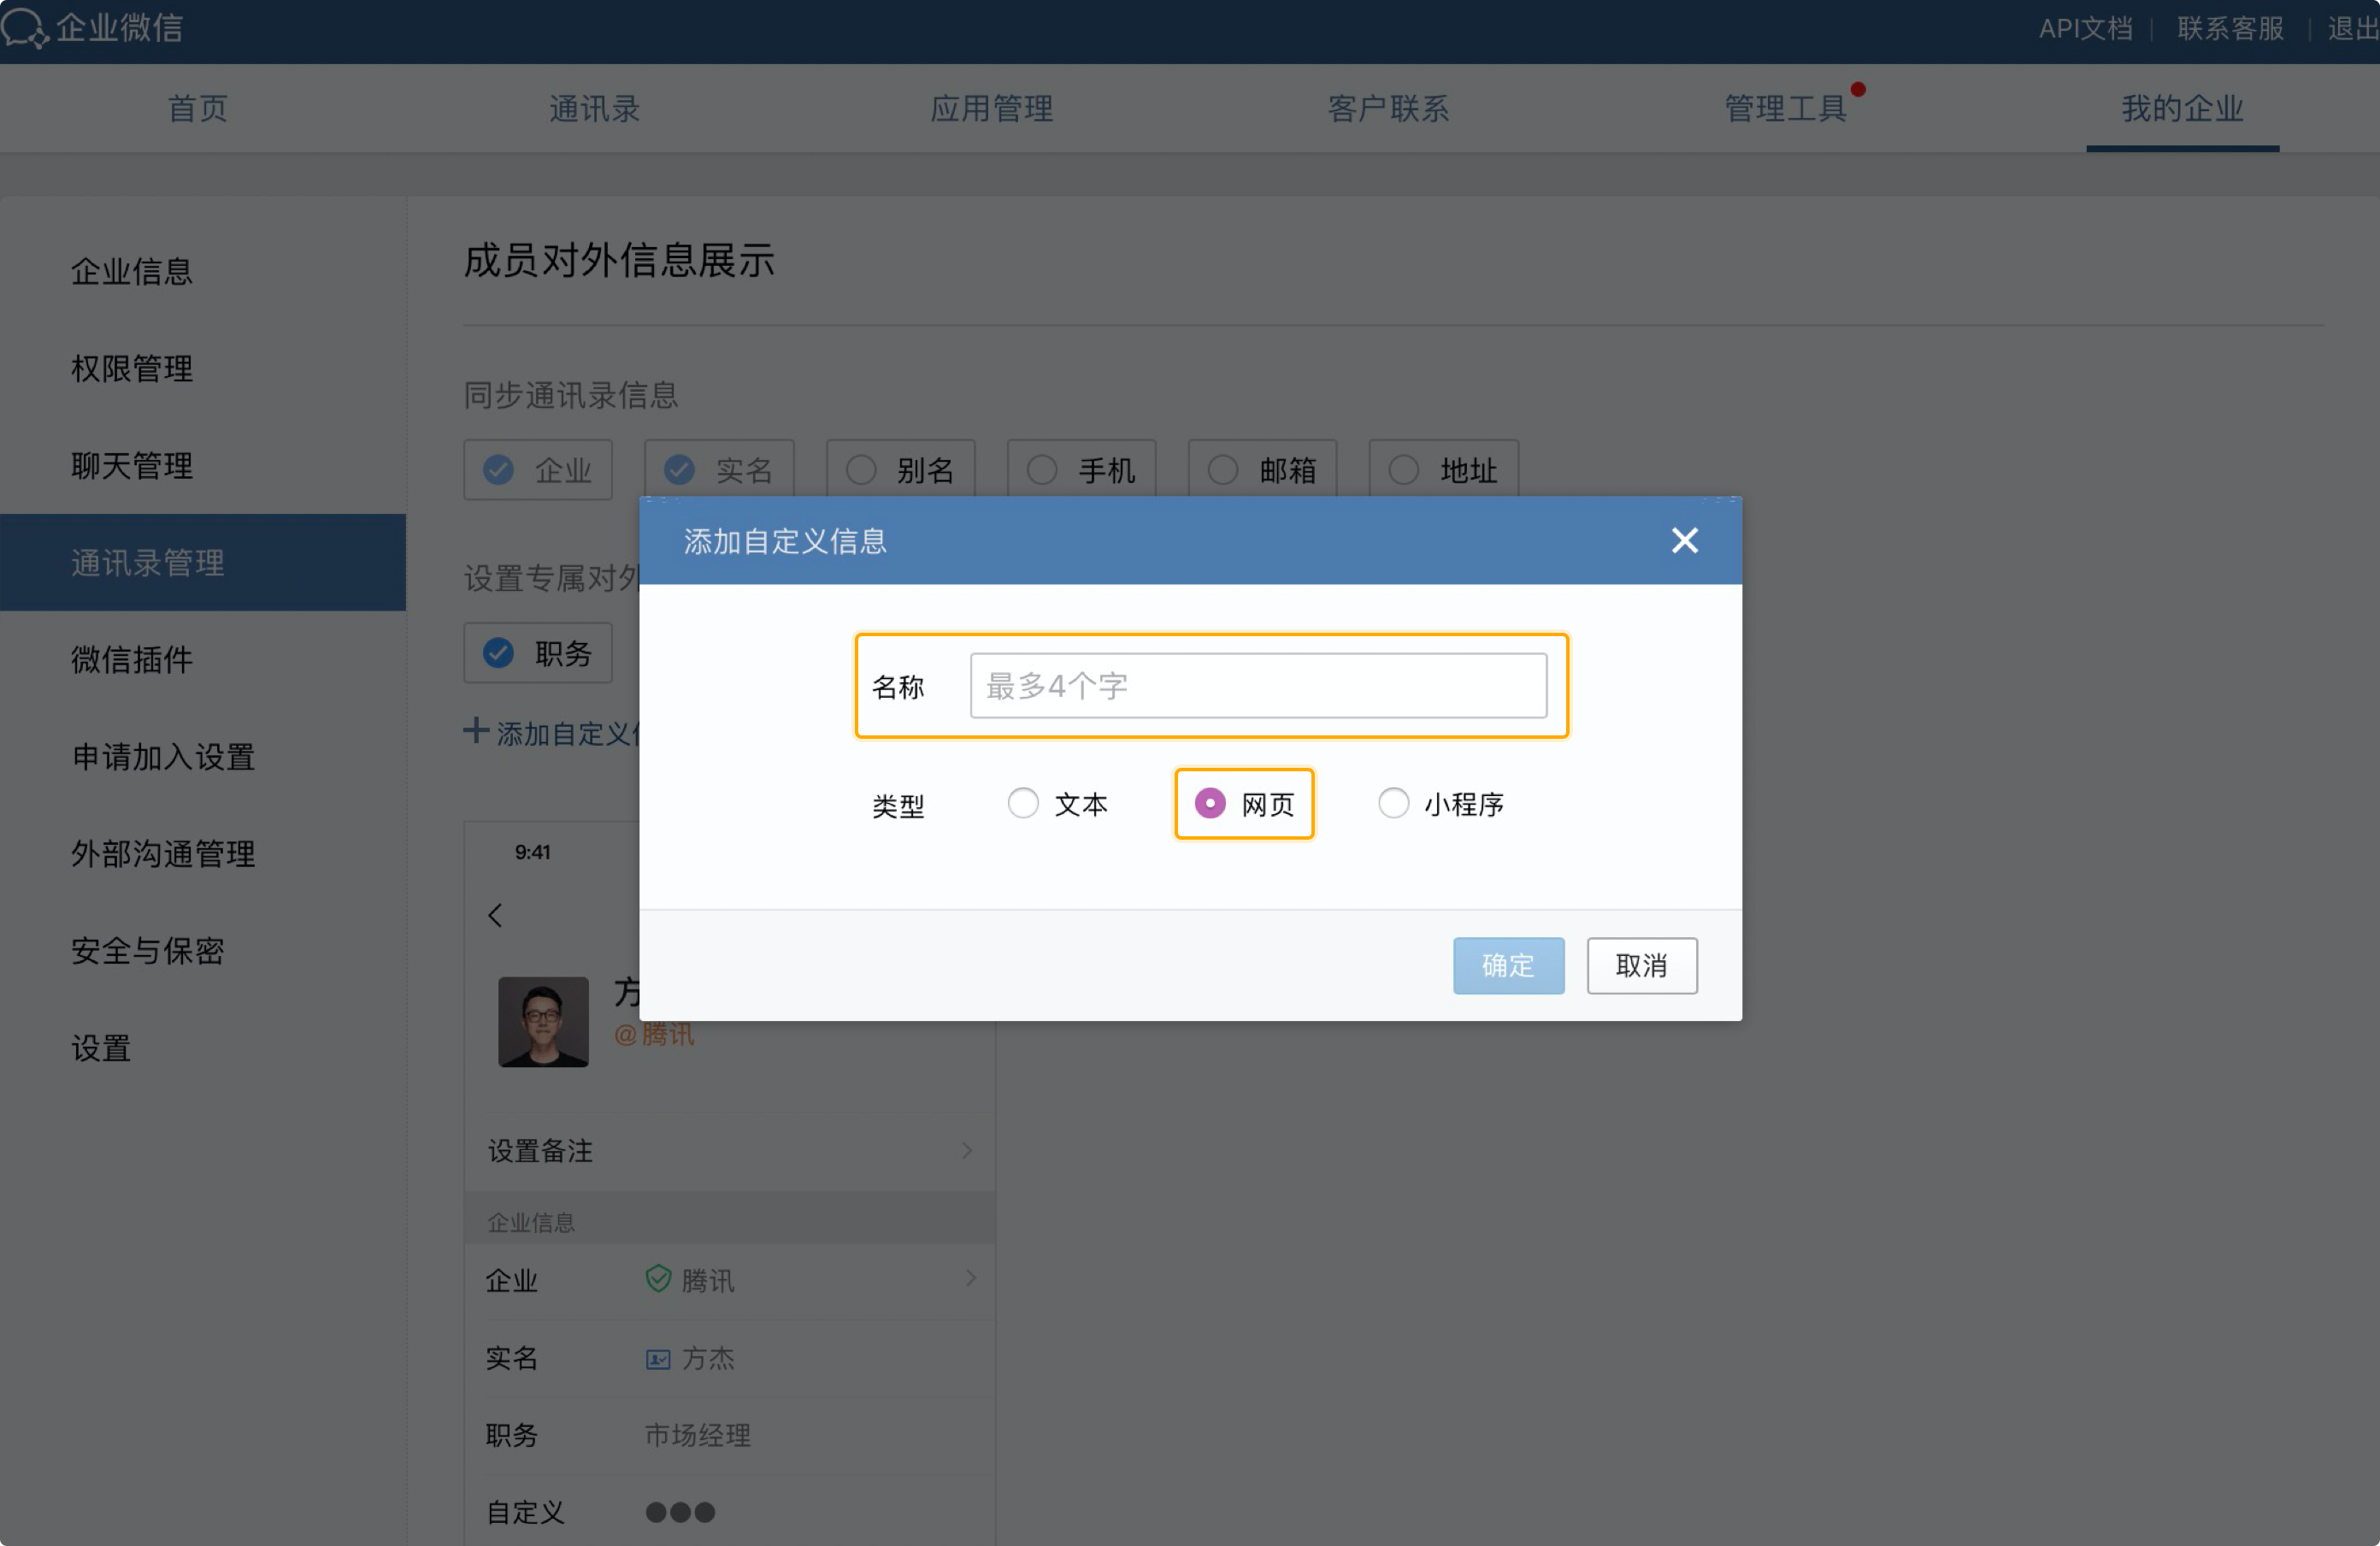 企业微信
API文档 | 联系客服 | 退出
首页 通讯录 应用管理 客户联系 管理工具 我的企业
企业信息
权限管理
聊天管理
通讯录管理
微信插件
申请加入设置
外部沟通管理
安全与保密
设置
成员对外信息展示
同步通讯录信息
企业 实名 别名 手机 邮箱 地址
设置专属对外
职务
添加自定义
添加自定义信息
名称 最多4个字
类型 文本 网页 小程序
确定 取消
9:41
方
@腾讯
设置备注
企业信息
企业 腾讯
实名 方杰
职务 市场经理
自定义